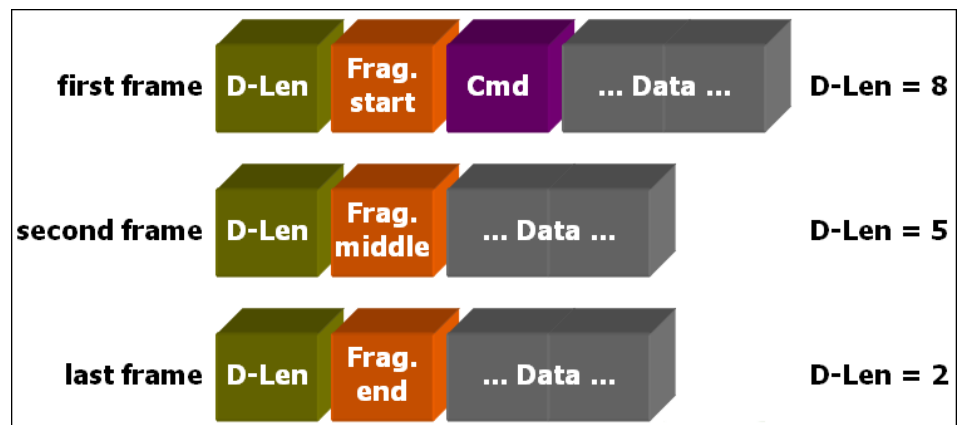 first frame D-Len Frag. start Cmd ... Data ... D-Len = 8
second frame D-Len Frag. middle ... Data ... D-Len = 5
last frame D-Len Frag. end ... Data ... D-Len = 2